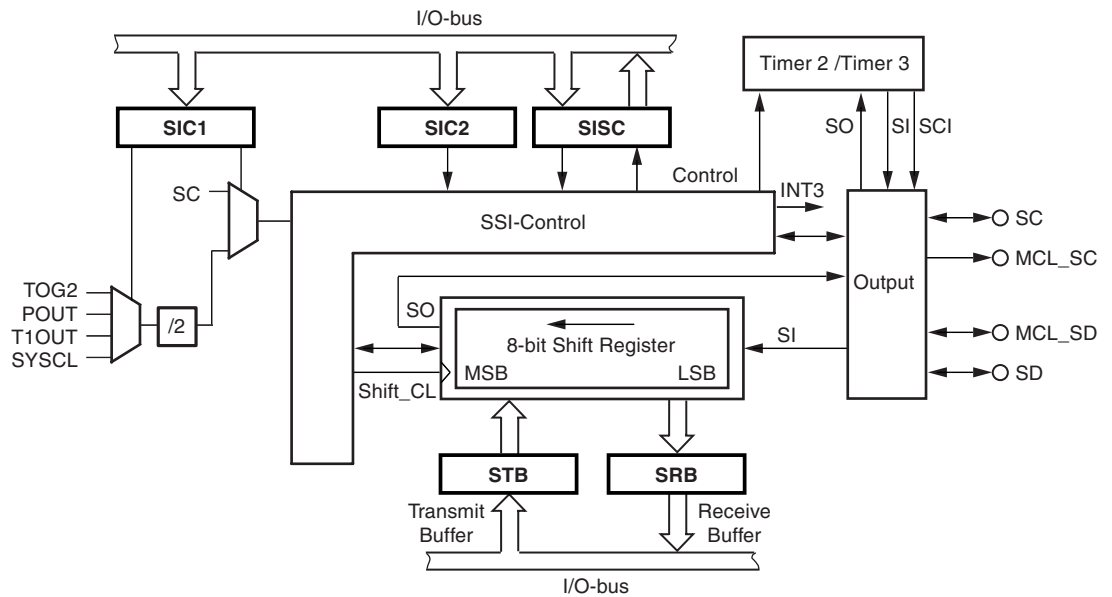 I/O-bus
Timer 2 /Timer 3
SIC1
SIC2
SISC
SO
SI
SCI
Control
INT3
SC
SSI-Control
SC
MCL_SC
Output
TOG2
POUT
T1OUT
SYSCL
/2
SO
8-bit Shift Register
MSB
LSB
SI
MCL_SD
SD
Shift_CL
STB
SRB
Transmit
Buffer
Receive
Buffer
I/O-bus